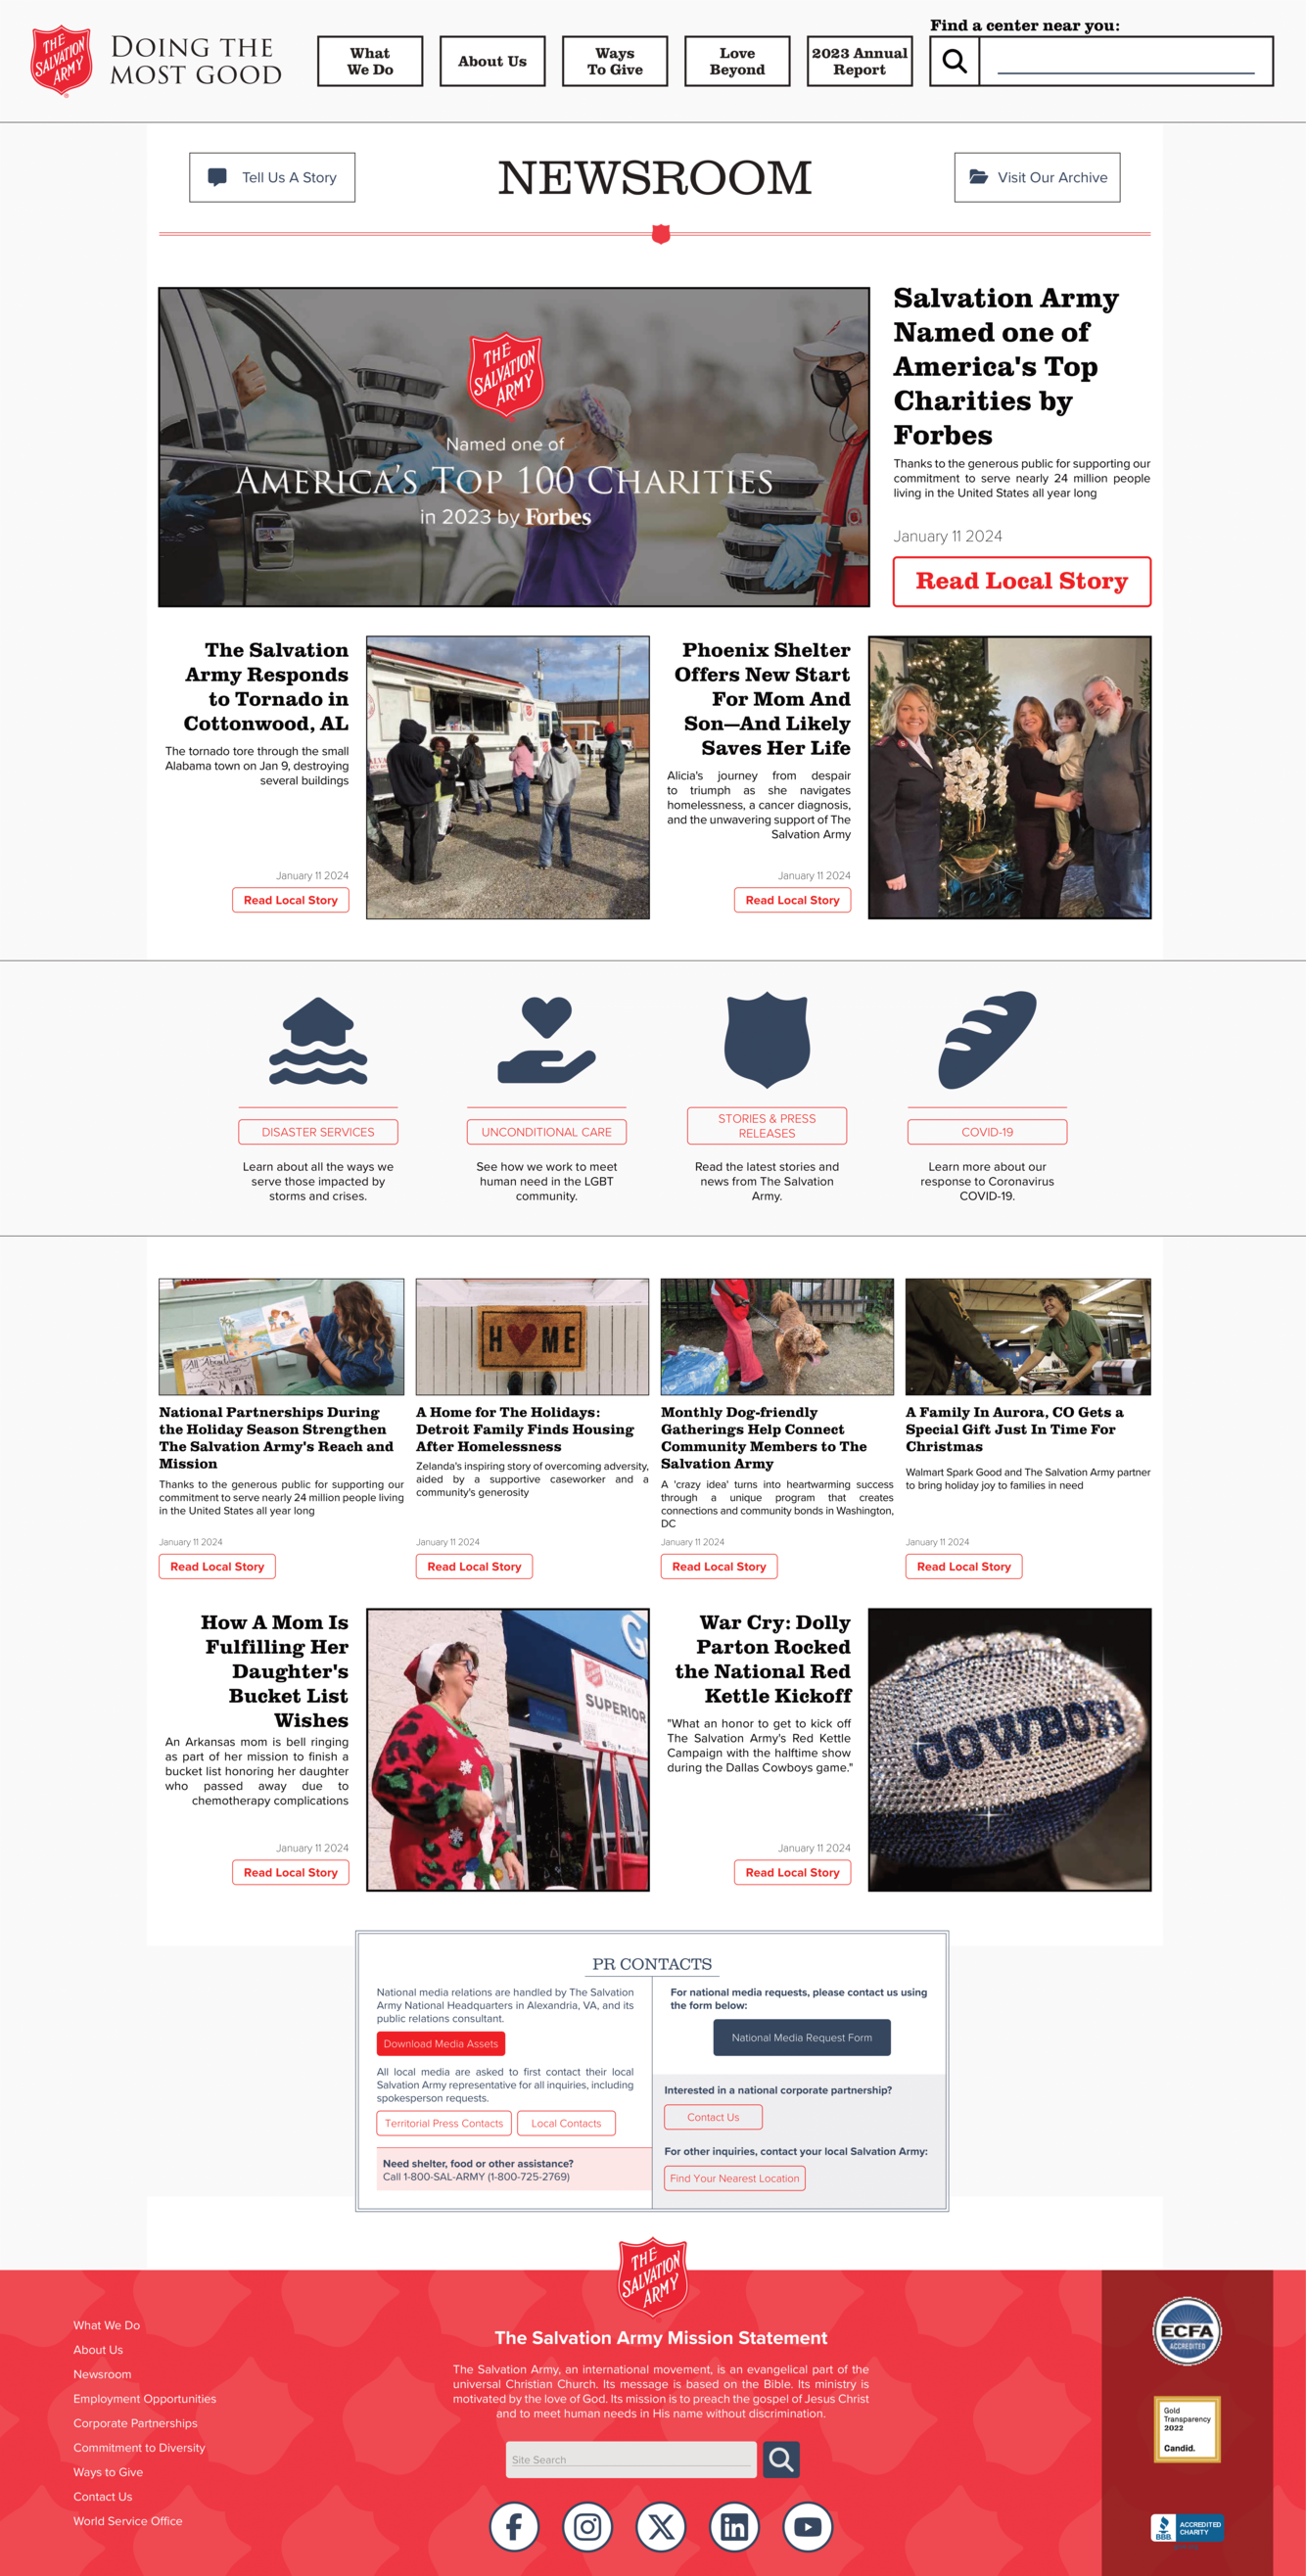 THE
SALVATION
ARMY
DOING THE
MOST GOOD
What
We Do
About Us
Ways
To Give
Love
Beyond
2023 Annual
Report
Find a center near you:
Tell Us A Story
NEWSROOM
Visit Our Archive
THE
SALVATION
ARMY
Named one of
AMERICA'S TOP 100 CHARITIES
in 2023 by Forbes
Salvation Army
Named one of
America's Top
Charities by
Forbes
Thanks to the generous public for supporting our
commitment to serve nearly 24 million people
living in the United States all year long
January 11 2024
Read Local Story
The Salvation
Army Responds
to Tornado in
Cottonwood, AL
The tornado tore through the small
Alabama town on Jan 9, destroying
several buildings
January 11 2024
Read Local Story
Phoenix Shelter
Offers New Start
For Mom And
Son—And Likely
Saves Her Life
Alicia's journey from despair
to triumph as she navigates
homelessness, a cancer diagnosis,
and the unwavering support of The
Salvation Army
January 11 2024
Read Local Story
DISASTER SERVICES
Learn about all the ways we
serve those impacted by
storms and crises.
UNCONDITIONAL CARE
See how we work to meet
human need in the LGBT
community.
STORIES & PRESS
RELEASES
Read the latest stories and
news from The Salvation
Army.
COVID-19
Learn more about our
response to Coronavirus
COVID-19.
All About
National Partnerships During
the Holiday Season Strengthen
The Salvation Army's Reach and
Mission
Thanks to the generous public for supporting our
commitment to serve nearly 24 million people living
in the United States all year long
January 11 2024
Read Local Story
HOME
A Home for The Holidays:
Detroit Family Finds Housing
After Homelessness
Zelanda's inspiring story of overcoming adversity,
aided by a supportive caseworker and a
community's generosity
January 11 2024
Read Local Story
Monthly Dog-friendly
Gatherings Help Connect
Community Members to The
Salvation Army
A 'crazy idea' turns into heartwarming success
through a unique program that creates
connections and community bonds in Washington,
DC
January 11 2024
Read Local Story
A Family In Aurora, CO Gets a
Special Gift Just In Time For
Christmas
Walmart Spark Good and The Salvation Army partner
to bring holiday joy to families in need
January 11 2024
Read Local Story
How A Mom Is
Fulfilling Her
Daughter's
Bucket List
Wishes
An Arkansas mom is bell ringing
as part of her mission to finish a
bucket list honoring her daughter
who passed away due to
chemotherapy complications
January 11 2024
Read Local Story
G
DOING THE
MOST GOOD
SUPERIOR
War Cry: Dolly
Parton Rocked
the National Red
Kettle Kickoff
"What an honor to get to kick off
The Salvation Army's Red Kettle
Campaign with the halftime show
during the Dallas Cowboys game."
January 11 2024
Read Local Story
COWBOY
PR CONTACTS
National media relations are handled by The Salvation
Army National Headquarters in Alexandria, VA, and its
public relations consultant.
Download Media Assets
All local media are asked to first contact their local
Salvation Army representative for all inquiries, including
spokesperson requests.
Territorial Press Contacts
Local Contacts
Need shelter, food or other assistance?
Call 1-800-SAL-ARMY (1-800-725-2769)
For national media requests, please contact us using
the form below:
National Media Request Form
Interested in a national corporate partnership?
Contact Us
For other inquiries, contact your local Salvation Army:
Find Your Nearest Location
THE
SALVATION
ARMY
What We Do
About Us
Newsroom
Employment Opportunities
Corporate Partnerships
Commitment to Diversity
Ways to Give
Contact Us
World Service Office
The Salvation Army Mission Statement
The Salvation Army, an international movement, is an evangelical part of the
universal Christian Church. Its message is based on the Bible. Its ministry is
motivated by the love of God. Its mission is to preach the gospel of Jesus Christ
and to meet human needs in His name without discrimination.
Site Search
ECFA
ACCREDITED
Gold
Transparency
2022
Candid.
BBB
ACCREDITED
CHARITY